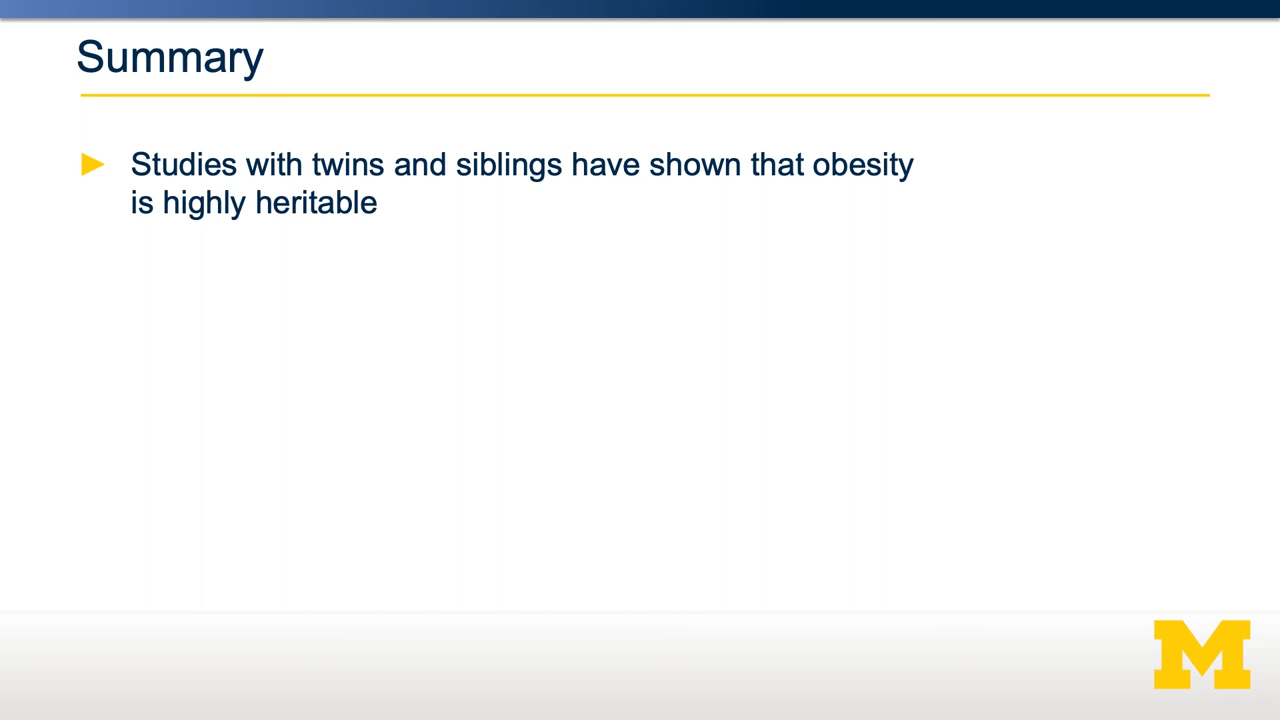 Summary
Studies with twins and siblings have shown that obesity
is highly heritable
M